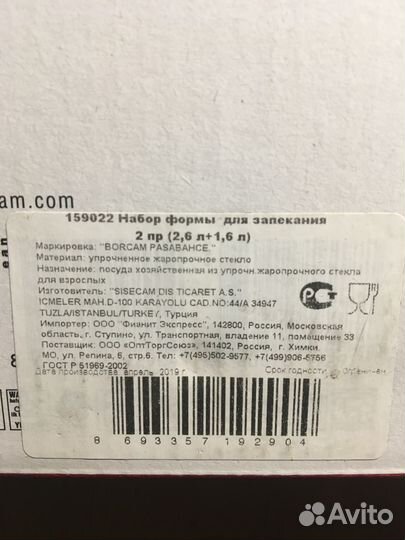 am.com
ean
159022 Набор формы для запекания
2 пр (2,6 л+1,6 л)
Маркировка: "BORCAM PASABAHCE."
Материал: упрочненное жаропрочное стекло
Назначение: посуда хозяйственная из упрочн.жаропрочного стекла
для взрослых
Изготовитель: "SISECAM DIS TICARET A.S."
ICMELER MAH.D-100 KARAYOLU CAD.NO:44/A 34947
TUZLA/ISTANBUL/TURKE/, Турция
Импортер: ООО "Фианит Экспресс", 142800, Россия, Московская
область, г. Ступино, ул. Транспортная, владение 11, помещение 33
Поставщик: ООО «ОптТоргСоюз», 141402, Россия, г. Химки.
МО, ул. Репина, 6, стр.6. Тел: +7(495)502-9577, +7(499)906-5756
ГОСТ Р 51969-2002
Дата производства апрель 2019 г
Срок годности
8 693357 192904
Avito